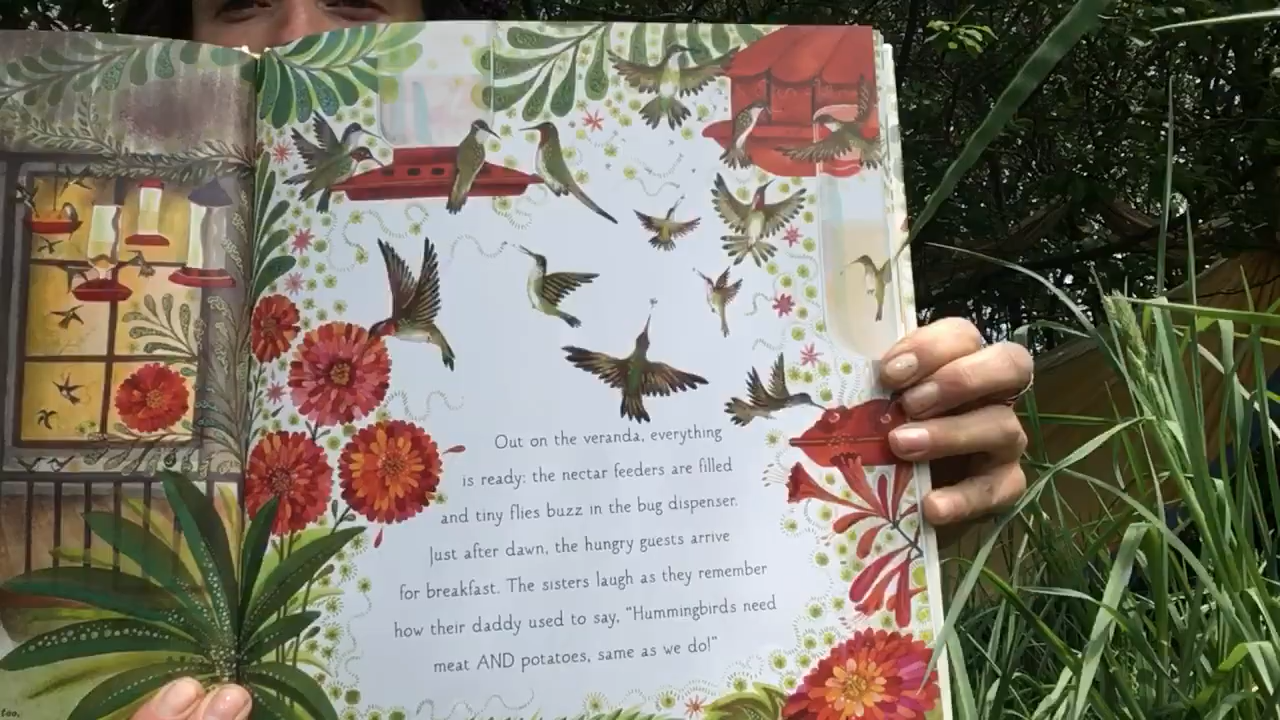 Out on the veranda, everything
is ready: the nectar feeders are filled
and tiny flies buzz in the bug dispenser.
Just after dawn, the hungry guests arrive
for breakfast. The sisters laugh as they remember
how their daddy used to say, "Hummingbirds need
meat AND potatoes, same as we do!"
too,